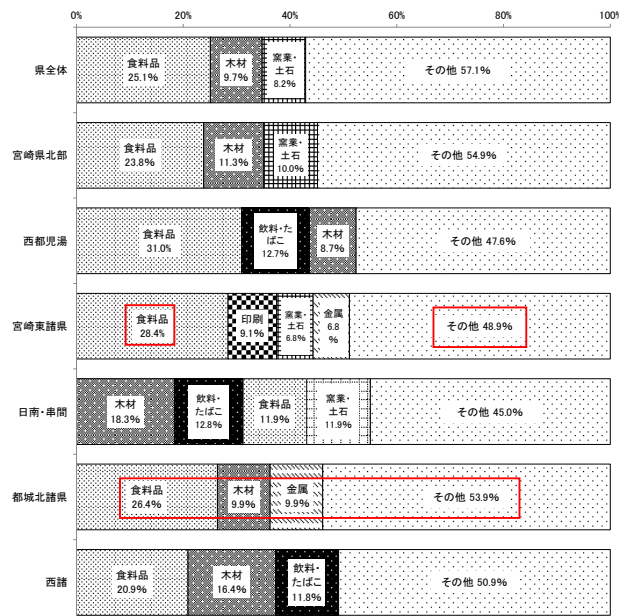 0% 20% 40% 60% 80% 100%
県全体
食料品
25.1%
木材
9.7%
窯業・
土石
8.2%
その他 57.1%
宮崎県北部
食料品
23.8%
木材
11.3%
窯業・
土石
10.0%
その他 54.9%
西都児湯
食料品
31.0%
飲料・た
ばこ
12.7%
木材
8.7%
その他 47.6%
宮崎東諸県
食料品
28.4%
印刷
9.1%
窯業・
土石
6.8%
金属
6.8
%
その他 48.9%
日南・串間
木材
18.3%
飲料・
たばこ
12.8%
食料品
11.9%
窯業・
土石
11.9%
その他 45.0%
都城北諸県
食料品
26.4%
木材
9.9%
金属
9.9%
その他 53.9%
西諸
食料品
20.9%
木材
16.4%
飲料・
たばこ
11.8%
その他 50.9%